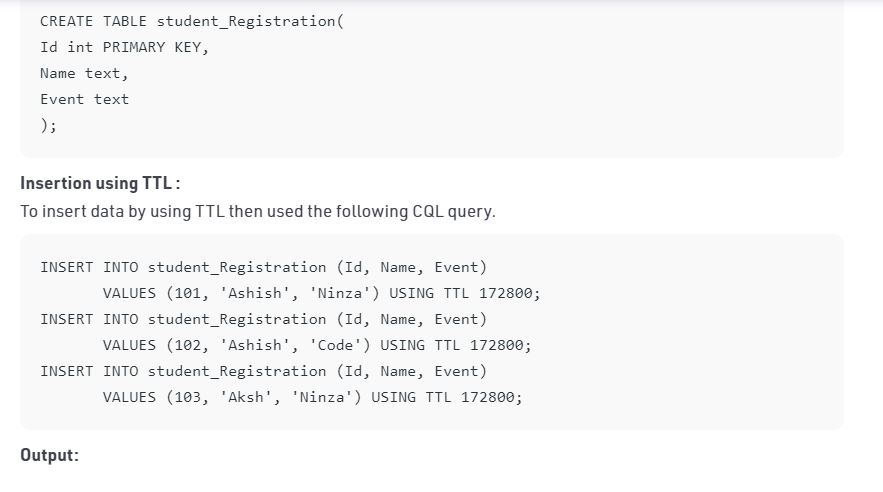 CREATE TABLE student_Registration(
Id int PRIMARY KEY,
Name text,
Event text
);
Insertion using TTL :
To insert data by using TTL then used the following CQL query.
INSERT INTO student_Registration (Id, Name, Event)
VALUES (101, 'Ashish', 'Ninza') USING TTL 172800;
INSERT INTO student_Registration (Id, Name, Event)
VALUES (102, 'Ashish', 'Code') USING TTL 172800;
INSERT INTO student_Registration (Id, Name, Event)
VALUES (103, 'Aksh', 'Ninza') USING TTL 172800;
Output: